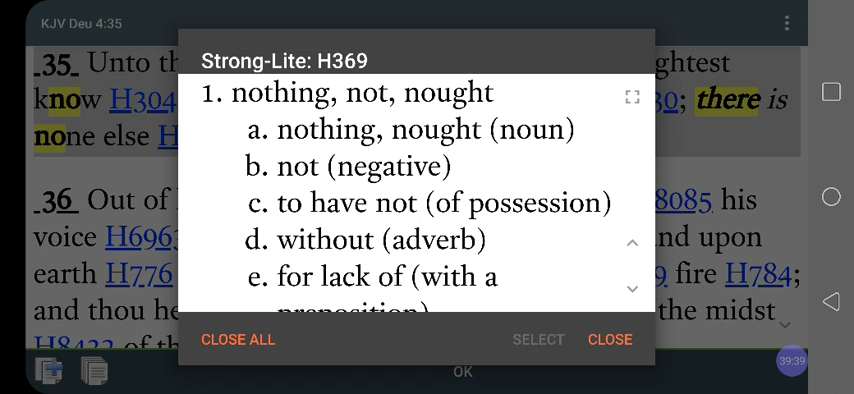 KJV Deu 4:35
Strong-Lite: H369
1. nothing, not, nought
a. nothing, nought (noun)
b. not (negative)
c. to have not (of possession)
d. without (adverb)
e. for lack of (with a
preposition)
CLOSE ALL SELECT CLOSE
35 Unto ghtest
know H304 30; there is
none else H
36 Out of 8085 his
voice H696 nd upon
earth H776 9 fire H784;
and thou he the midst
H8432 of th
OK
39:39